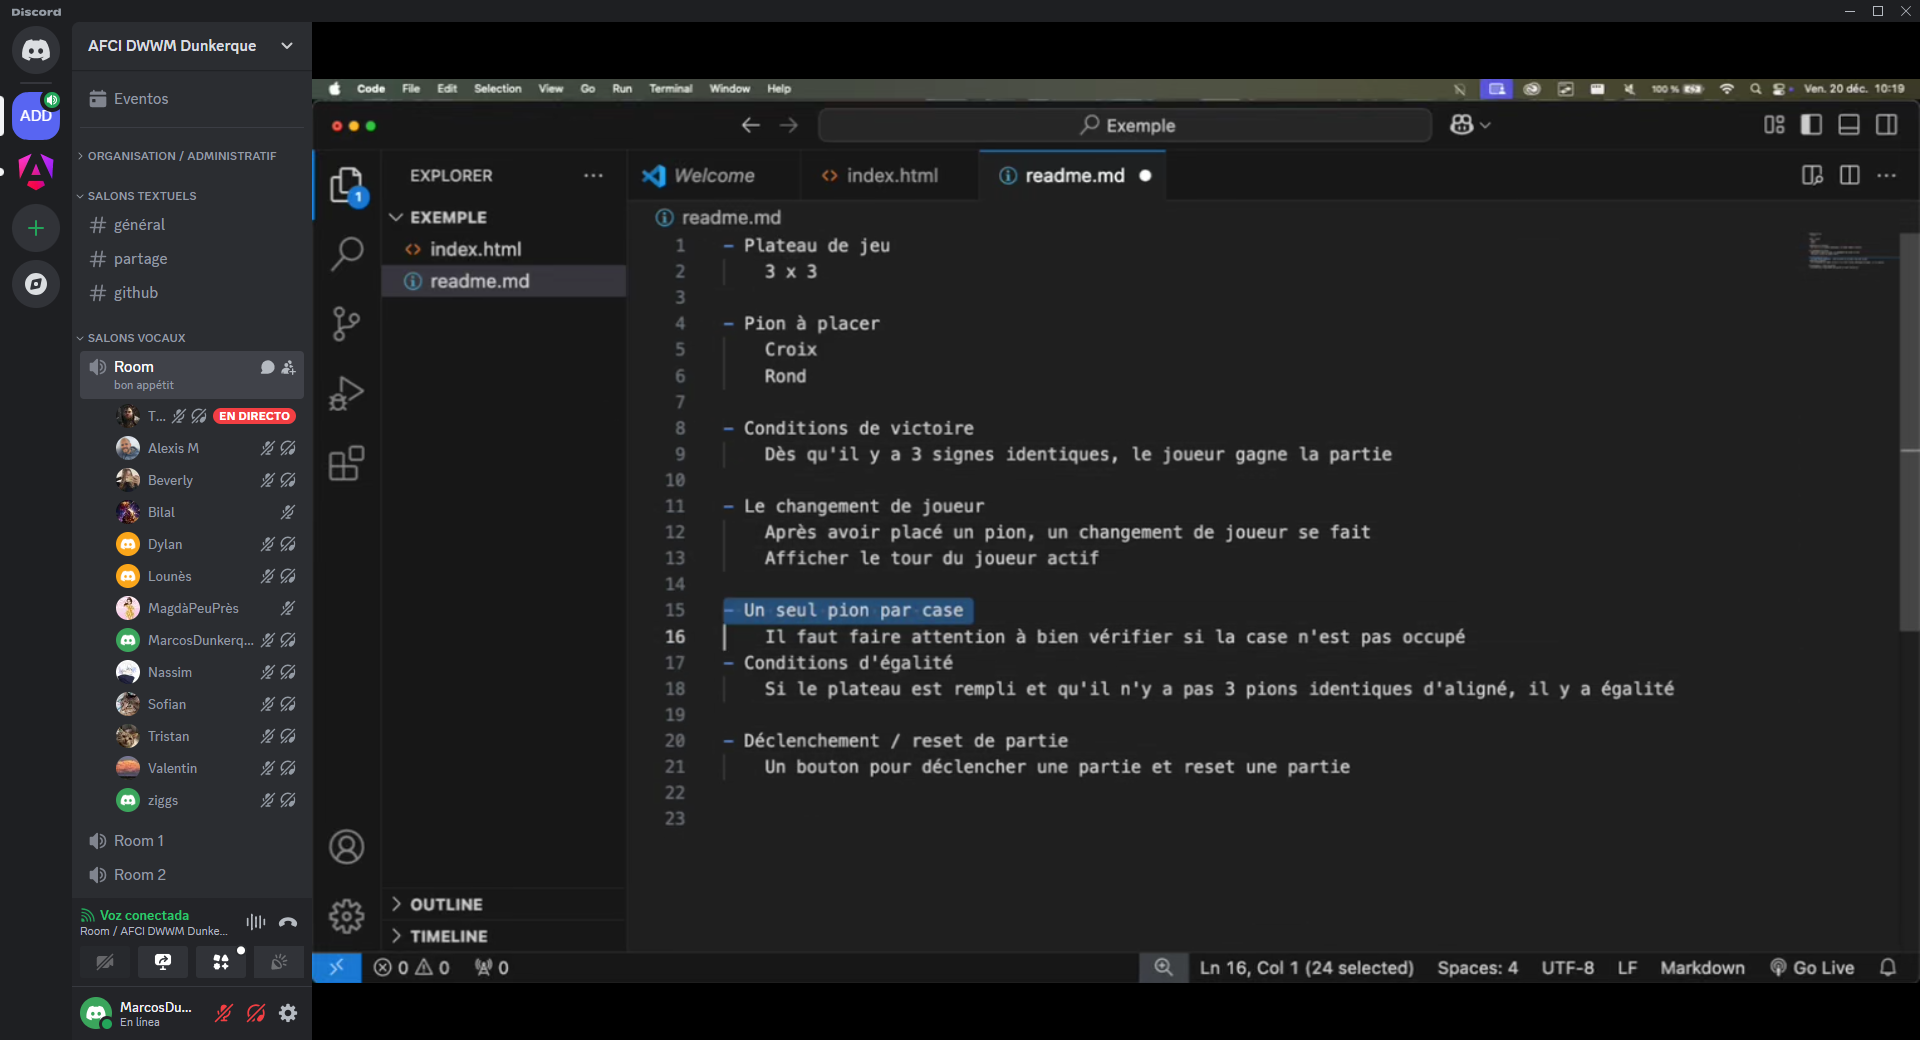 Discord
AFCI DWWM Dunkerque
ADD
Eventos
ORGANISATION / ADMINISTRATIF
SALONS TEXTUELS
général
partage
github
SALONS VOCAUX
Room
bon appétit
T... EN DIRECTO
Alexis M
Beverly
Bilal
Dylan
Lounès
MagdàPeuPrès
MarcosDunkerq...
Nassim
Sofian
Tristan
Valentin
ziggs
Room 1
Room 2
Voz conectada
Room / AFCI DWWM Dunke...
MarcosDu...
En línea
Code File Edit Selection View Go Run Terminal Window Help 100 % Ven. 20 déc. 10:19
Exemple
EXPLORER
1
EXEMPLE
index.html
readme.md
OUTLINE
TIMELINE
Welcome index.html readme.md
readme.md
1 - Plateau de jeu
2 3 x 3
3
4 - Pion à placer
5 Croix
6 Rond
7
8 - Conditions de victoire
9 Dès qu'il y a 3 signes identiques, le joueur gagne la partie
10
11 - Le changement de joueur
12 Après avoir placé un pion, un changement de joueur se fait
13 Afficher le tour du joueur actif
14
15 - Un seul pion par case
16 Il faut faire attention à bien vérifier si la case n'est pas occupé
17 - Conditions d'égalité
18 Si le plateau est rempli et qu'il n'y a pas 3 pions identiques d'aligné, il y a égalité
19
20 - Déclenchement / reset de partie
21 Un bouton pour déclencher une partie et reset une partie
22
23
0 0 0 Ln 16, Col 1 (24 selected) Spaces: 4 UTF-8 LF Markdown Go Live